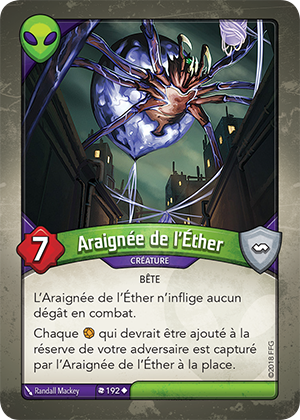 Araignée de l'Éther
7
CRÉATURE
BÊTE
L'Araignée de l'Éther n'inflige aucun
dégât en combat.
Chaque qui devrait être ajouté à la
réserve de votre adversaire est capturé
par l'Araignée de l'Éther à la place.
Randall Mackey
192
©2018 FFG